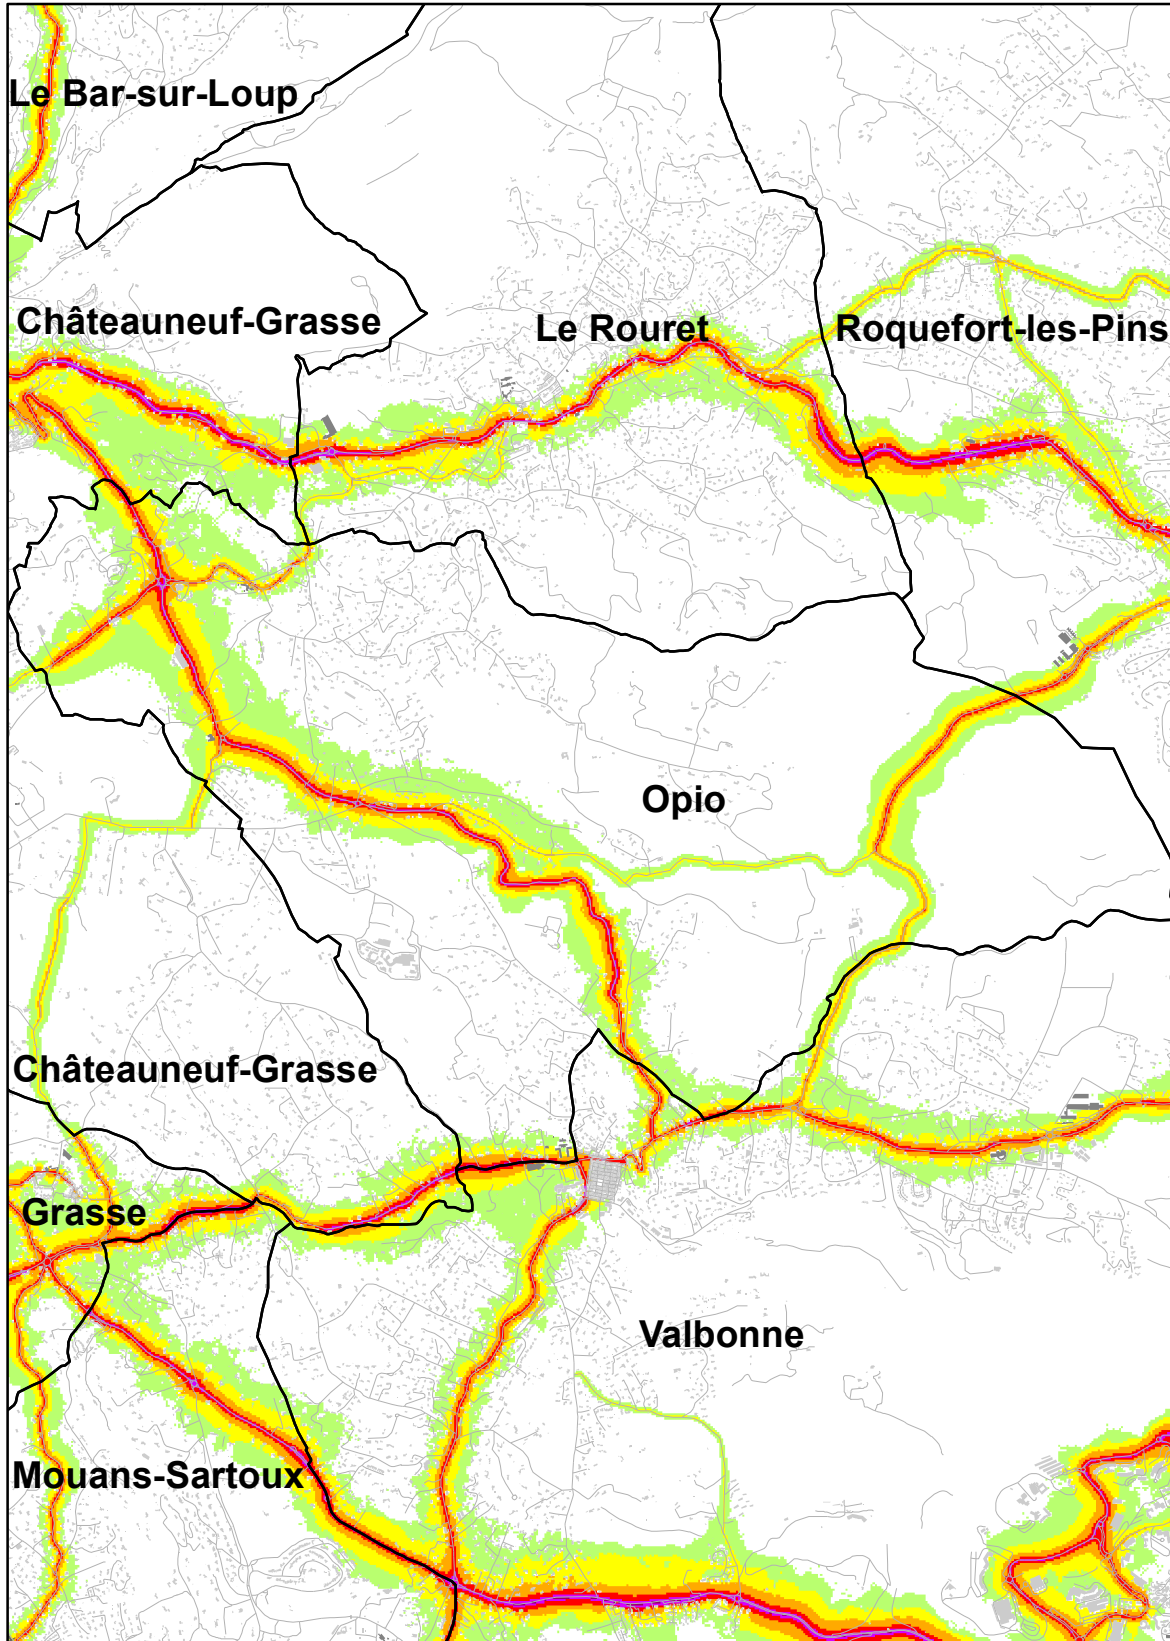 Le Bar-sur-Loup
Châteauneuf-Grasse
Le Rouret
Roquefort-les-Pins
Opio
Châteauneuf-Grasse
Grasse
Valbonne
Mouans-Sartoux